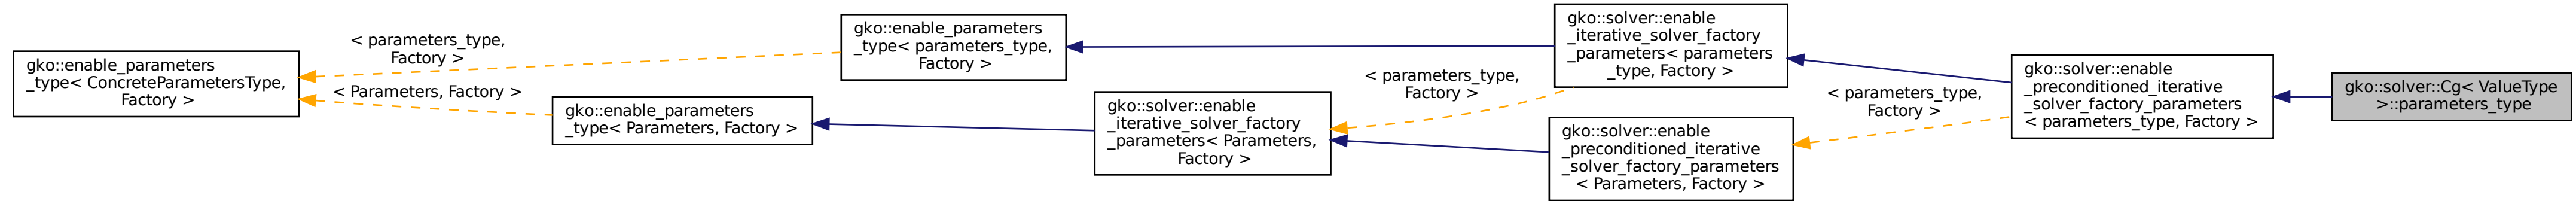 gko::enable_parameters
_type< ConcreteParametersType,
Factory >
< parameters_type,
Factory >
< Parameters, Factory >
gko::enable_parameters
_type< parameters_type,
Factory >
gko::enable_parameters
_type< Parameters, Factory >
gko::solver::enable
_iterative_solver_factory
_parameters< Parameters,
Factory >
< parameters_type,
Factory >
gko::solver::enable
_iterative_solver_factory
_parameters< parameters
_type, Factory >
gko::solver::enable
_preconditioned_iterative
_solver_factory_parameters
< Parameters, Factory >
< parameters_type,
Factory >
gko::solver::enable
_preconditioned_iterative
_solver_factory_parameters
< parameters_type, Factory >
gko::solver::Cg< ValueType
>::parameters_type